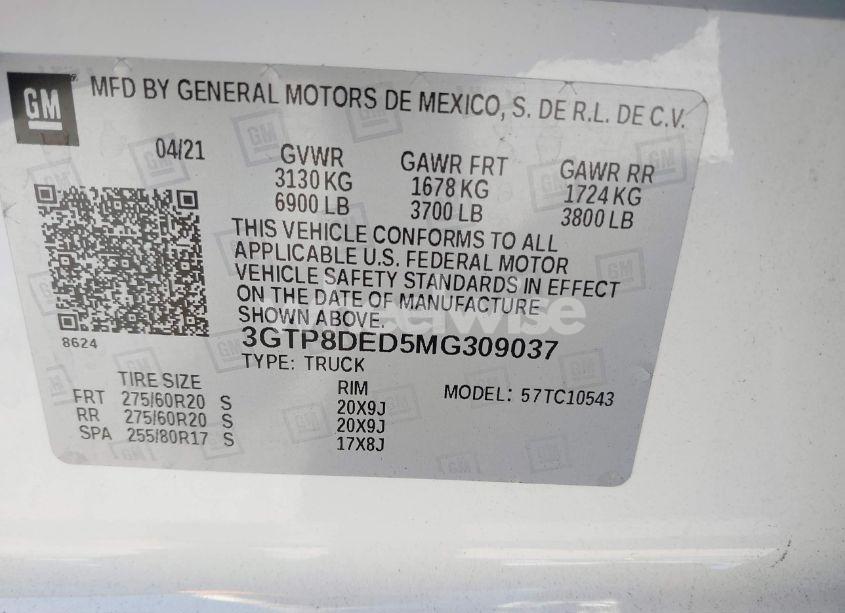 GM
MFD BY GENERAL MOTORS DE MEXICO, S. DE R.L. DE C.V.
04/21 GVWR GAWR FRT GAWR RR
3130 KG 1678 KG 1724 KG
6900 LB 3700 LB 3800 LB
THIS VEHICLE CONFORMS TO ALL
APPLICABLE U.S. FEDERAL MOTOR
VEHICLE SAFETY STANDARDS IN EFFECT
ON THE DATE OF MANUFACTURE
SHOWN ABOVE.
8624
3GTP8DED5MG309037
TYPE: TRUCK
TIRE SIZE RIM MODEL: 57TC10543
FRT 275/60R20 S 20X9J
RR 275/60R20 S 20X9J
SPA 255/80R17 S 17X8J